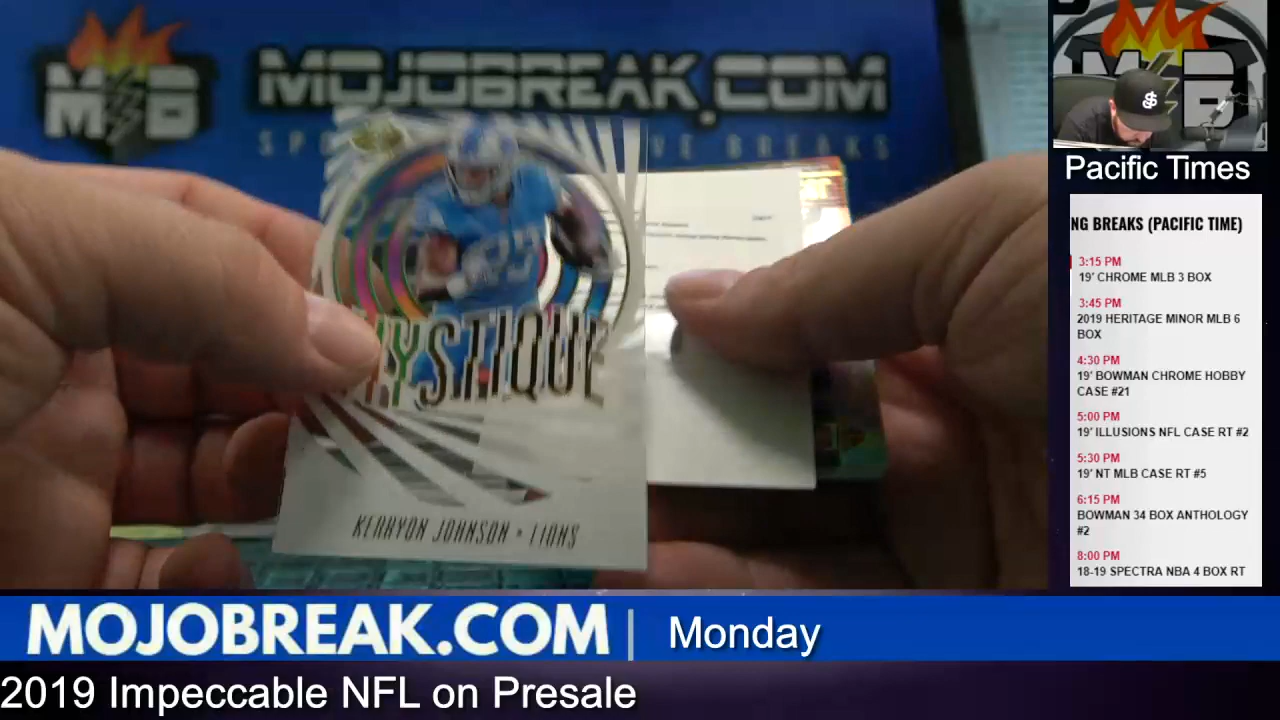 MOJOBREAK.COM
MB
MYSTIQUE
KERRYON JOHNSON • LIONS
Pacific Times
NG BREAKS (PACIFIC TIME)
3:15 PM
19' CHROME MLB 3 BOX
3:45 PM
2019 HERITAGE MINOR MLB 6
BOX
4:30 PM
19' BOWMAN CHROME HOBBY
CASE #21
5:00 PM
19' ILLUSIONS NFL CASE RT #2
5:30 PM
19' NT MLB CASE RT #5
6:15 PM
BOWMAN 34 BOX ANTHOLOGY
#2
8:00 PM
18-19 SPECTRA NBA 4 BOX RT
MOJOBREAK.COM | Monday
2019 Impeccable NFL on Presale